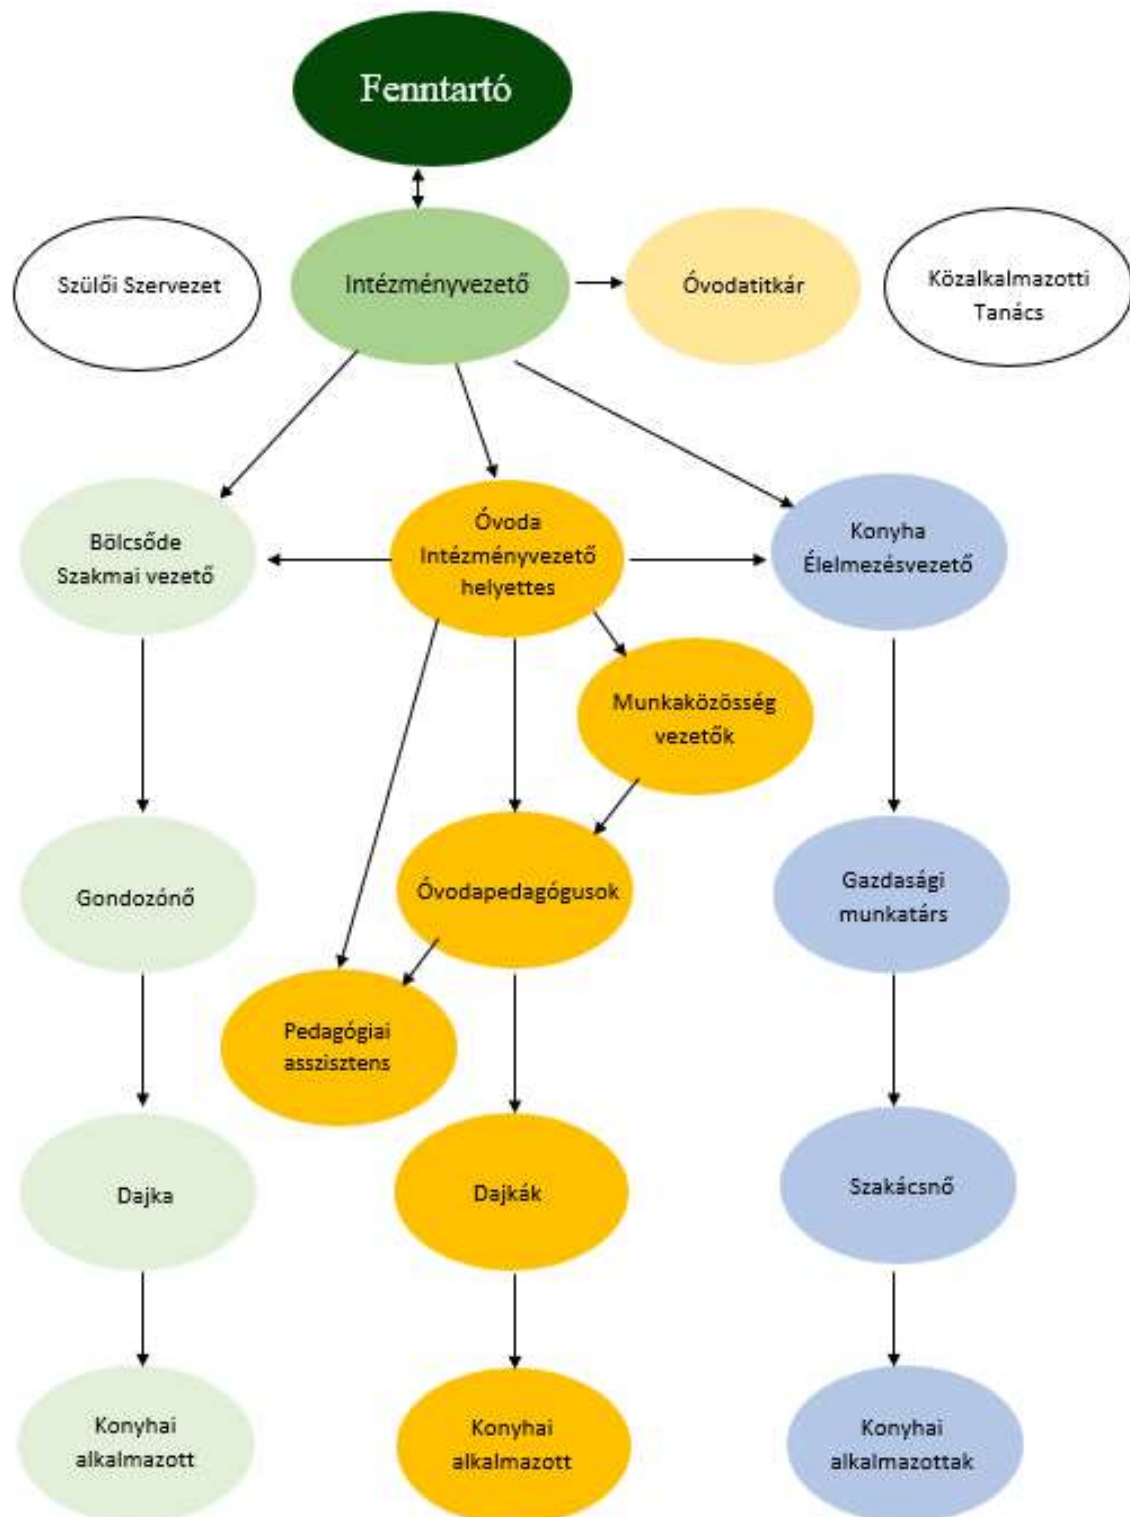 Fenntartó
Szülői Szervezet
Intézményvezető
Óvodatitkár
Közalkalmazotti
Tanács
Bölcsőde
Szakmai vezető
Óvoda
Intézményvezető
helyettes
Konyha
Élelmezésvezető
Munkaközösség
vezetők
Gondozónő
Óvodapedagógusok
Gazdasági
munkatárs
Pedagógiai
asszisztens
Dajka
Dajkák
Szakácsnő
Konyhai
alkalmazott
Konyhai
alkalmazott
Konyhai
alkalmazottak